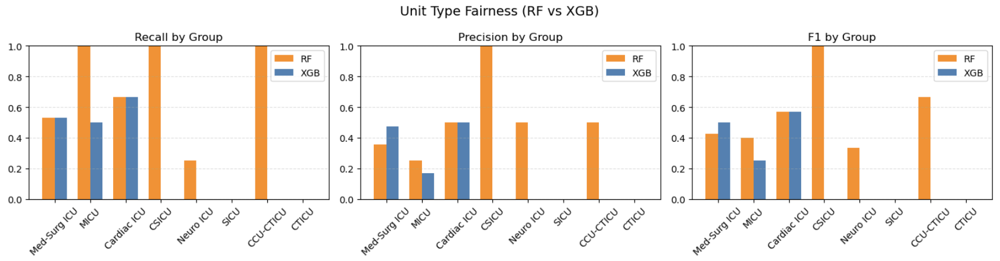 Unit Type Fairness (RF vs XGB)
Recall by Group
1.0
0.8
0.6
0.4
0.2
0.0
RF
XGB
Med-Surg ICU
MICU
Cardiac ICU
CSICU
Neuro ICU
SICU
CCU-CTICU
CTICU
Precision by Group
1.0
0.8
0.6
0.4
0.2
0.0
RF
XGB
Med-Surg ICU
MICU
Cardiac ICU
CSICU
Neuro ICU
SICU
CCU-CTICU
CTICU
F1 by Group
1.0
0.8
0.6
0.4
0.2
0.0
RF
XGB
Med-Surg ICU
MICU
Cardiac ICU
CSICU
Neuro ICU
SICU
CCU-CTICU
CTICU